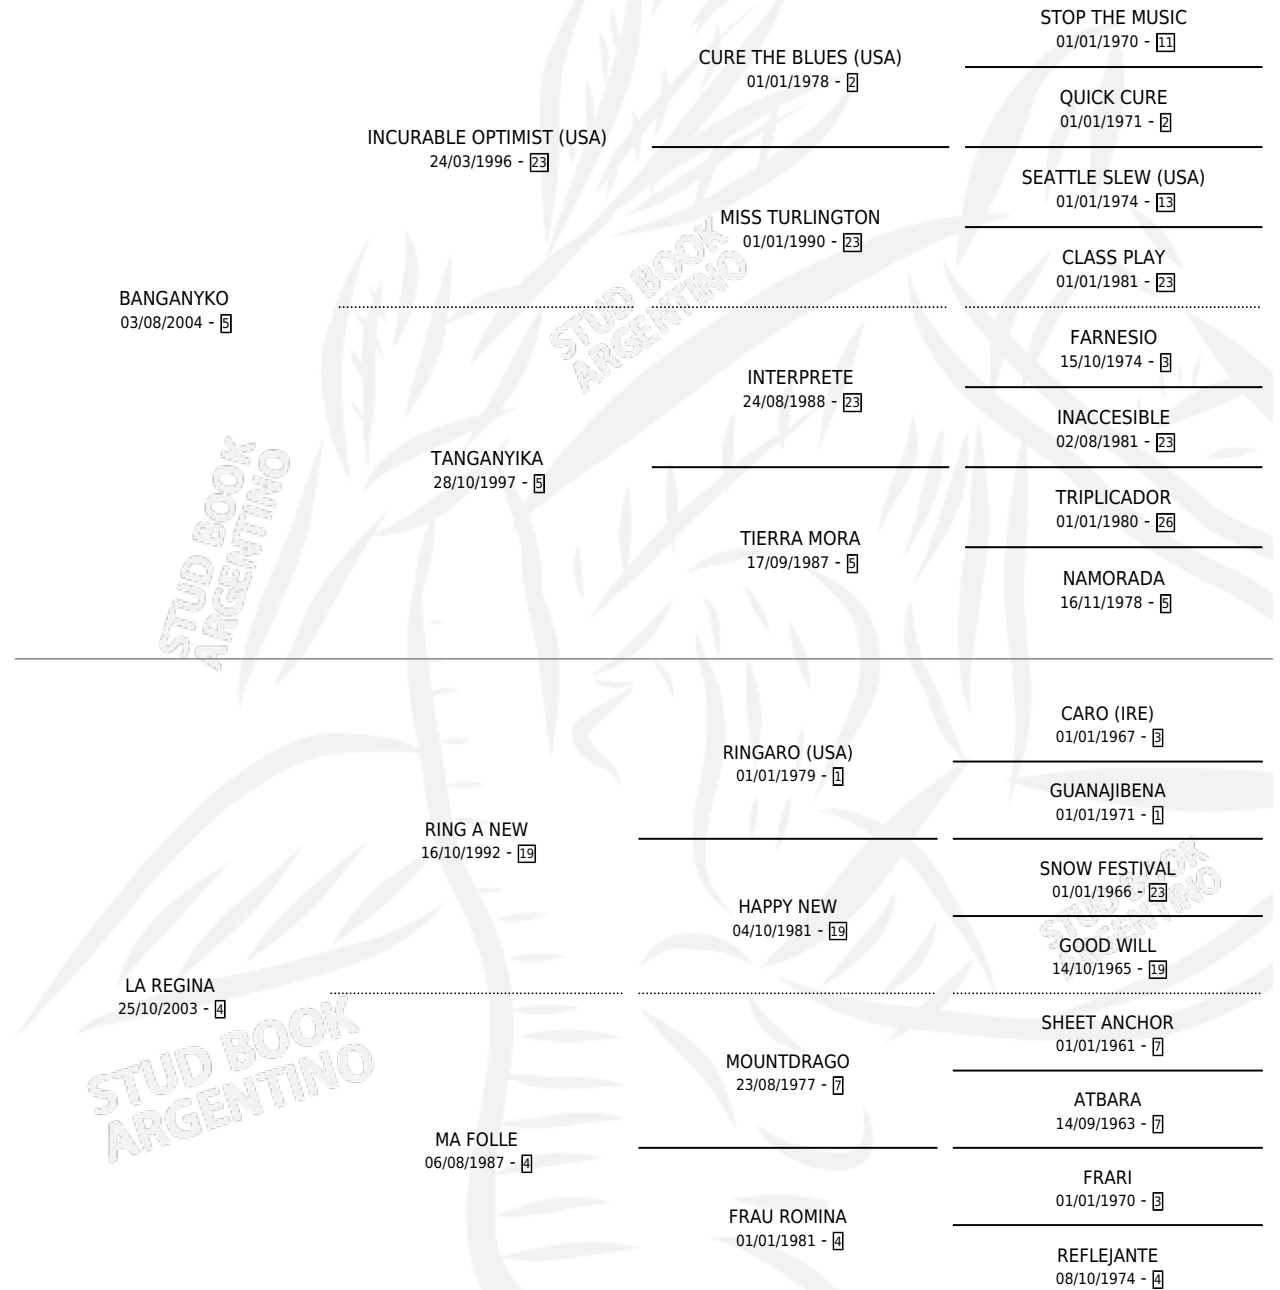 STOP THE MUSIC
01/01/1970 - 11
CURE THE BLUES (USA)
01/01/1978 - 2
QUICK CURE
01/01/1971 - 2
INCURABLE OPTIMIST (USA)
24/03/1996 - 23
SEATTLE SLEW (USA)
01/01/1974 - 13
MISS TURLINGTON
01/01/1990 - 23
CLASS PLAY
01/01/1981 - 23
BANGANYKO
03/08/2004 - 5
STUD BOOK
ARGENTINO
FARNESIO
15/10/1974 - 3
INTERPRETE
24/08/1988 - 23
INACCESIBLE
02/08/1981 - 23
TANGANYIKA
28/10/1997 - 5
TRIPLICADOR
01/01/1980 - 26
TIERRA MORA
17/09/1987 - 5
NAMORADA
16/11/1978 - 5
STUD BOOK
ARGENTINO
CARO (IRE)
01/01/1967 - 3
RINGARO (USA)
01/01/1979 - 1
GUANAJIBENA
01/01/1971 - 1
RING A NEW
16/10/1992 - 19
SNOW FESTIVAL
01/01/1966 - 23
HAPPY NEW
04/10/1981 - 19
STUD BOOK
ARGENTINO
GOOD WILL
14/10/1965 - 19
LA REGINA
25/10/2003 - 4
STUD BOOK
ARGENTINO
SHEET ANCHOR
01/01/1961 - 7
MOUNTDRAGO
23/08/1977 - 7
ATBARA
14/09/1963 - 7
MA FOLLE
06/08/1987 - 4
FRARI
01/01/1970 - 3
FRAU ROMINA
01/01/1981 - 4
REFLEJANTE
08/10/1974 - 4